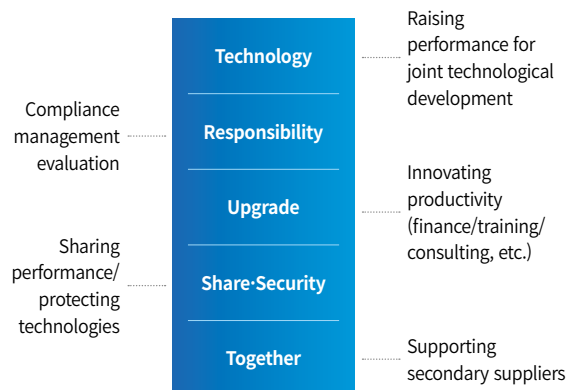 Technology
Raising
performance for
joint technological
development
Compliance
management
evaluation
Responsibility
Upgrade
Innovating
productivity
(finance/training/
consulting, etc.)
Sharing
performance/
protecting
technologies
Share·Security
Together
Supporting
secondary suppliers